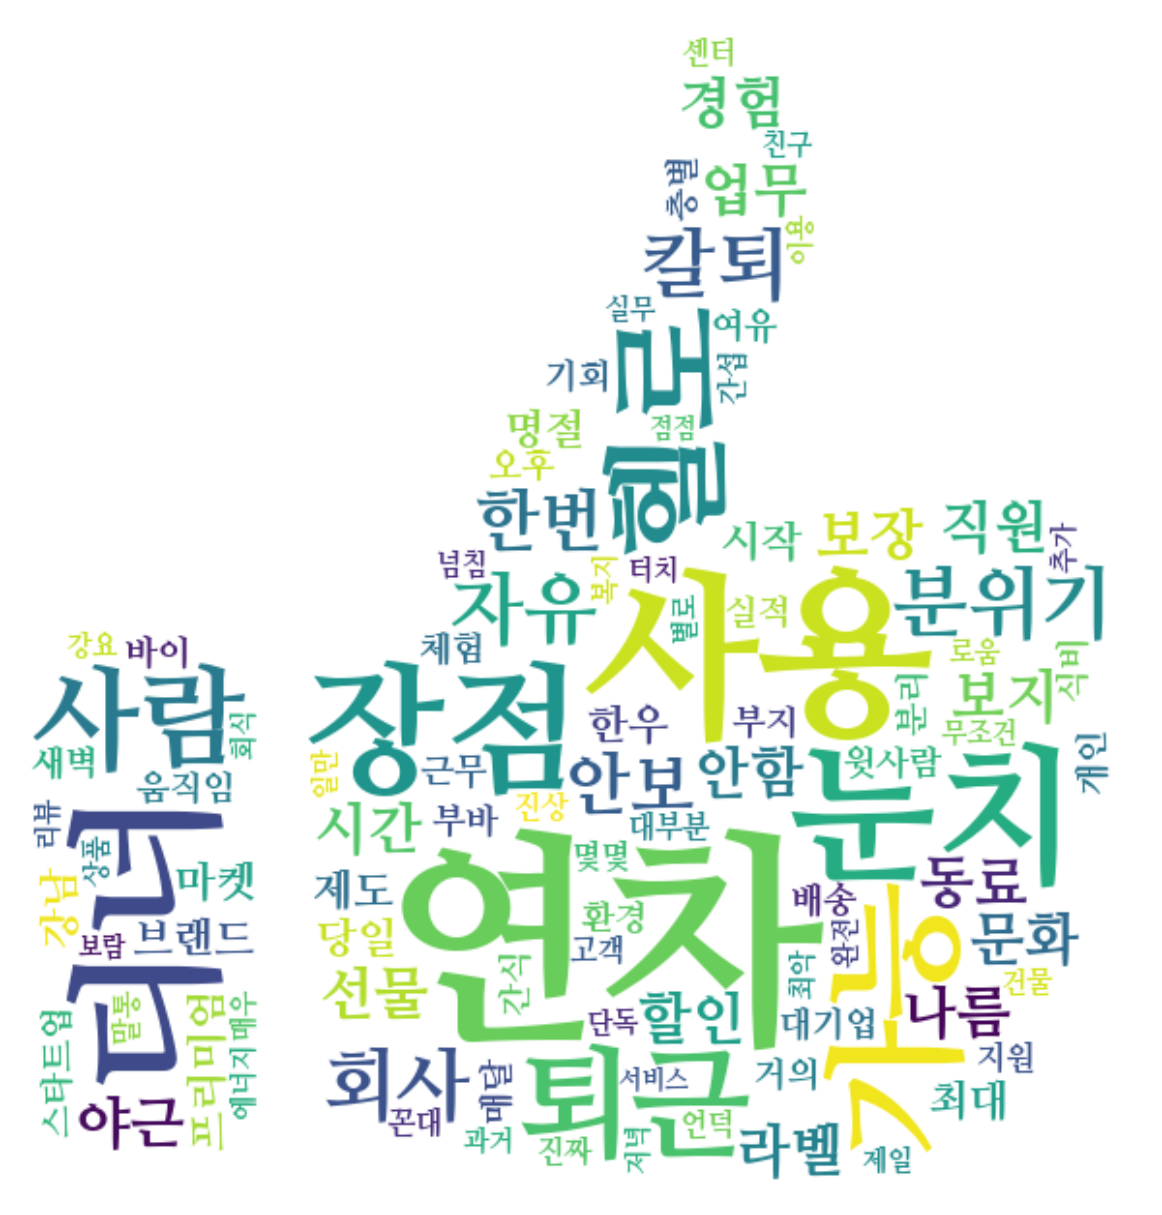 센터
경험
친구
층별
업무
이용
칼퇴
실무
여유
헬로
기회
간섭
명절
점점
오후
한번
시작
보장
직원
추가
넘침
복지
터치
자유
사용
분위기
별로
실적
강요
바이
체험
로움
식비
사람
회식
장점
한우
부지
분리
보지
무조건
새벽
움직임
일만
근무
안보
안함
윗사람
눈치
개인
리뷰
상품
디너
시간
부바
진상
대부분
강남
마켓
제도
연차
몇몇
배송
동료
보람
브랜드
당일
환경
고객
완전
가능
문화
말통
선물
간식
최악
건물
스타트업
프리미엄
매우
에너지
단독
할인
대기업
나름
야근
회사
매달
퇴근
서비스
거의
지원
꼰대
과거
진짜
저녁
언덕
라벨
최대
제일